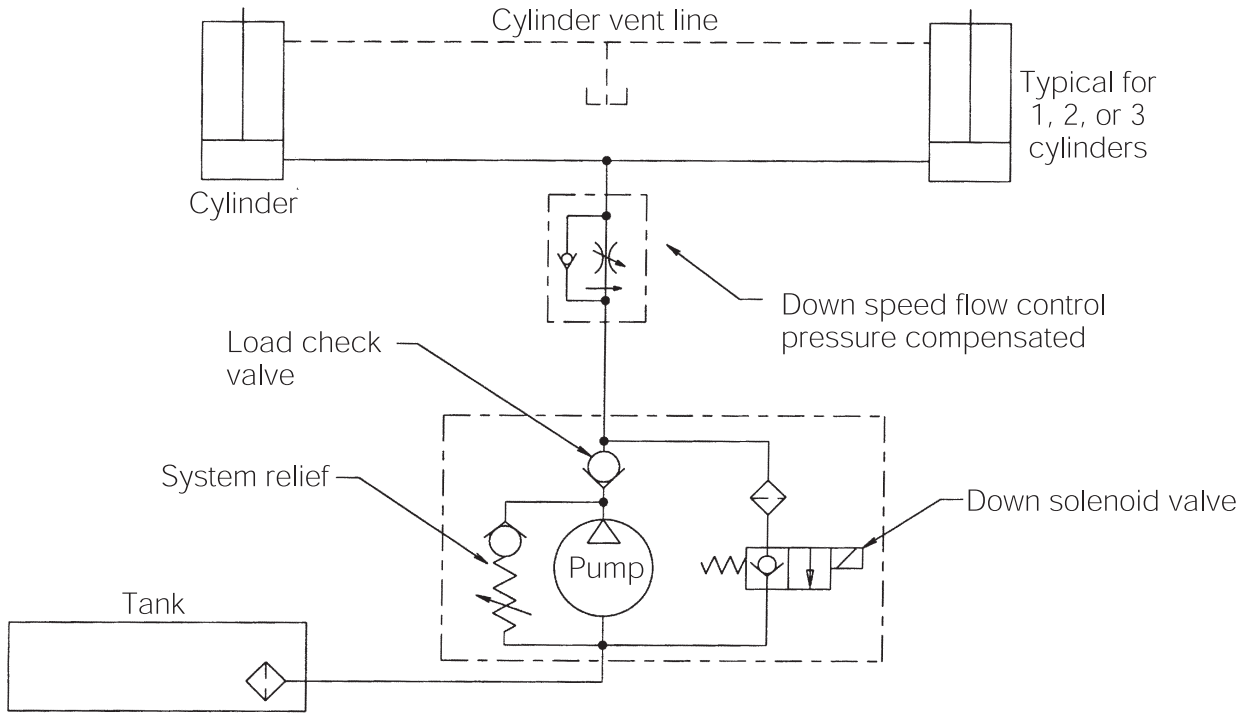 Cylinder vent line
Typical for
1, 2, or 3
cylinders
Cylinder
Down speed flow control
pressure compensated
Load check
valve
System relief
Down solenoid valve
Pump
Tank